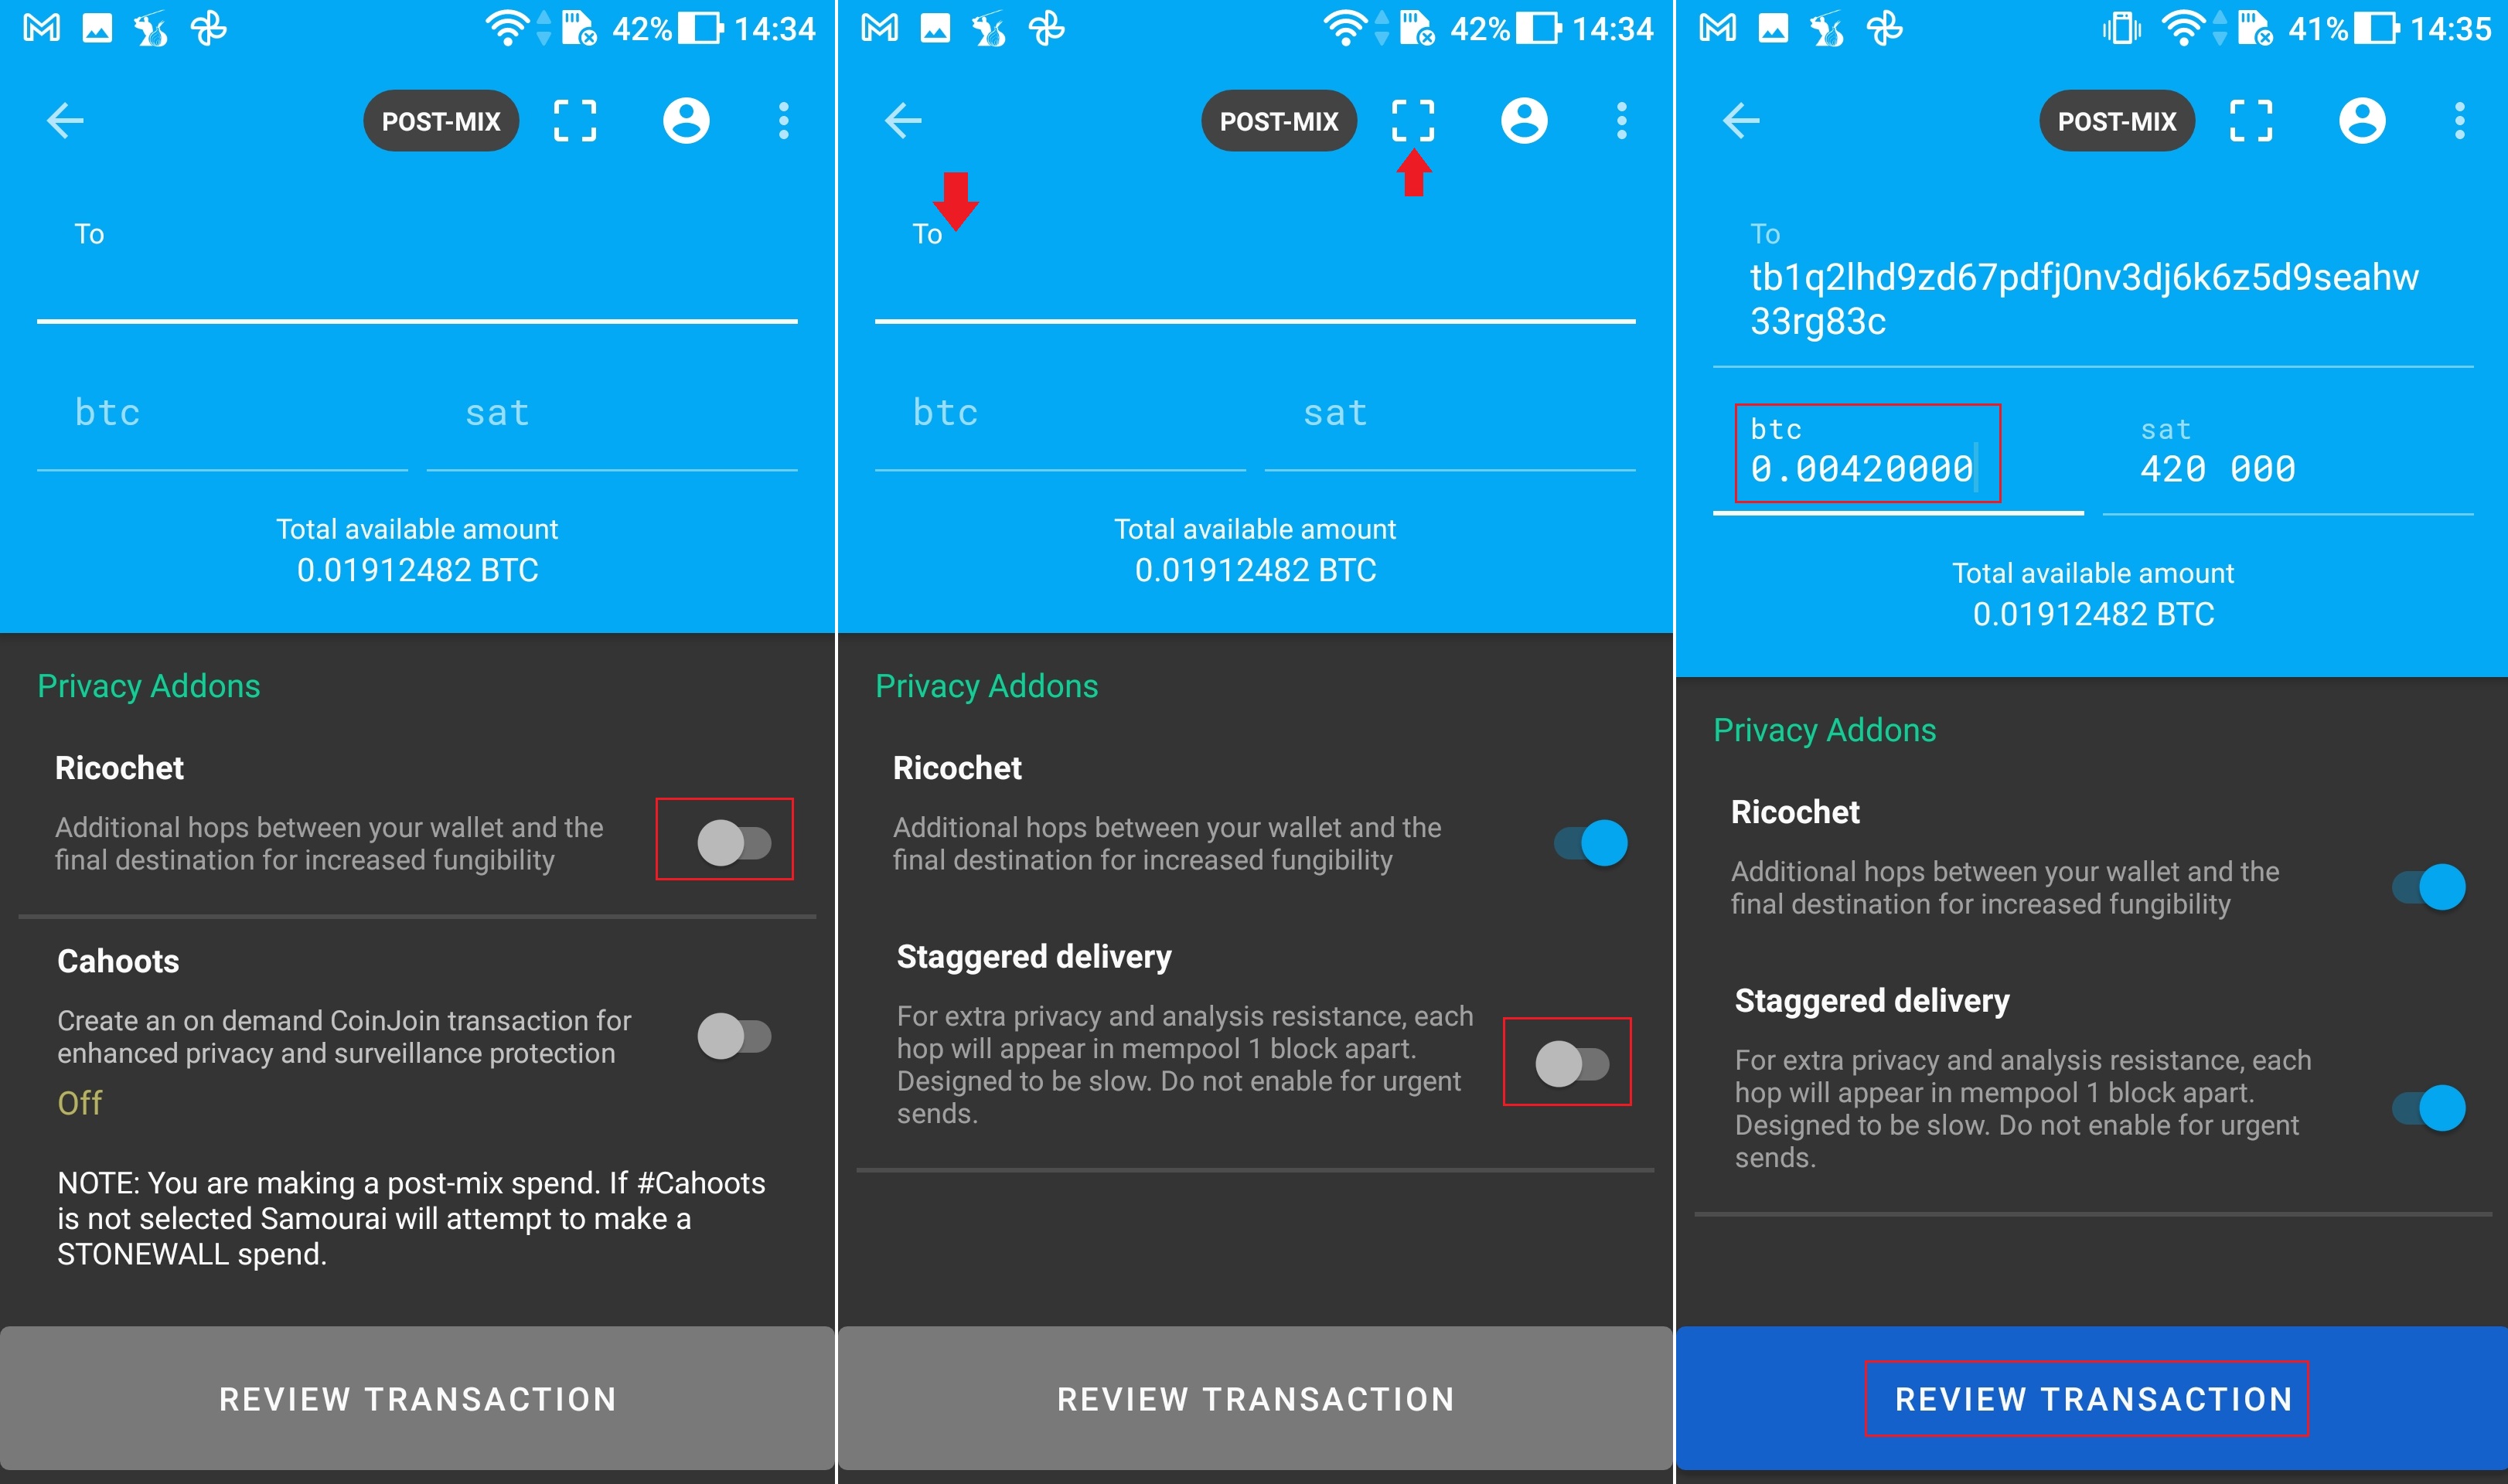 42% 14:34
POST-MIX
To
btc sat
Total available amount
0.01912482 BTC
Privacy Addons
Ricochet
Additional hops between your wallet and the
final destination for increased fungibility
Cahoots
Create an on demand CoinJoin transaction for
enhanced privacy and surveillance protection
Off
NOTE: You are making a post-mix spend. If #Cahoots
is not selected Samourai will attempt to make a
STONEWALL spend.
REVIEW TRANSACTION
42% 14:34
POST-MIX
To
btc sat
Total available amount
0.01912482 BTC
Privacy Addons
Ricochet
Additional hops between your wallet and the
final destination for increased fungibility
Staggered delivery
For extra privacy and analysis resistance, each
hop will appear in mempool 1 block apart.
Designed to be slow. Do not enable for urgent
sends.
REVIEW TRANSACTION
41% 14:35
POST-MIX
To
tb1q2lhd9zd67pdfj0nv3dj6k6z5d9seahw
33rg83c
btc sat
0.00420000 420 000
Total available amount
0.01912482 BTC
Privacy Addons
Ricochet
Additional hops between your wallet and the
final destination for increased fungibility
Staggered delivery
For extra privacy and analysis resistance, each
hop will appear in mempool 1 block apart.
Designed to be slow. Do not enable for urgent
sends.
REVIEW TRANSACTION